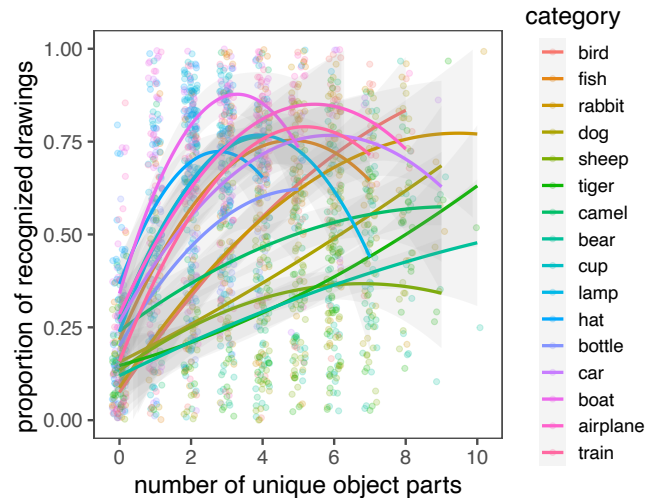 category
1.00
0.75
0.50
0.25
0.00
proportion of recognized drawings
0
2
4
6
8
10
number of unique object parts
bird
fish
rabbit
dog
sheep
tiger
camel
bear
cup
lamp
hat
bottle
car
boat
airplane
train